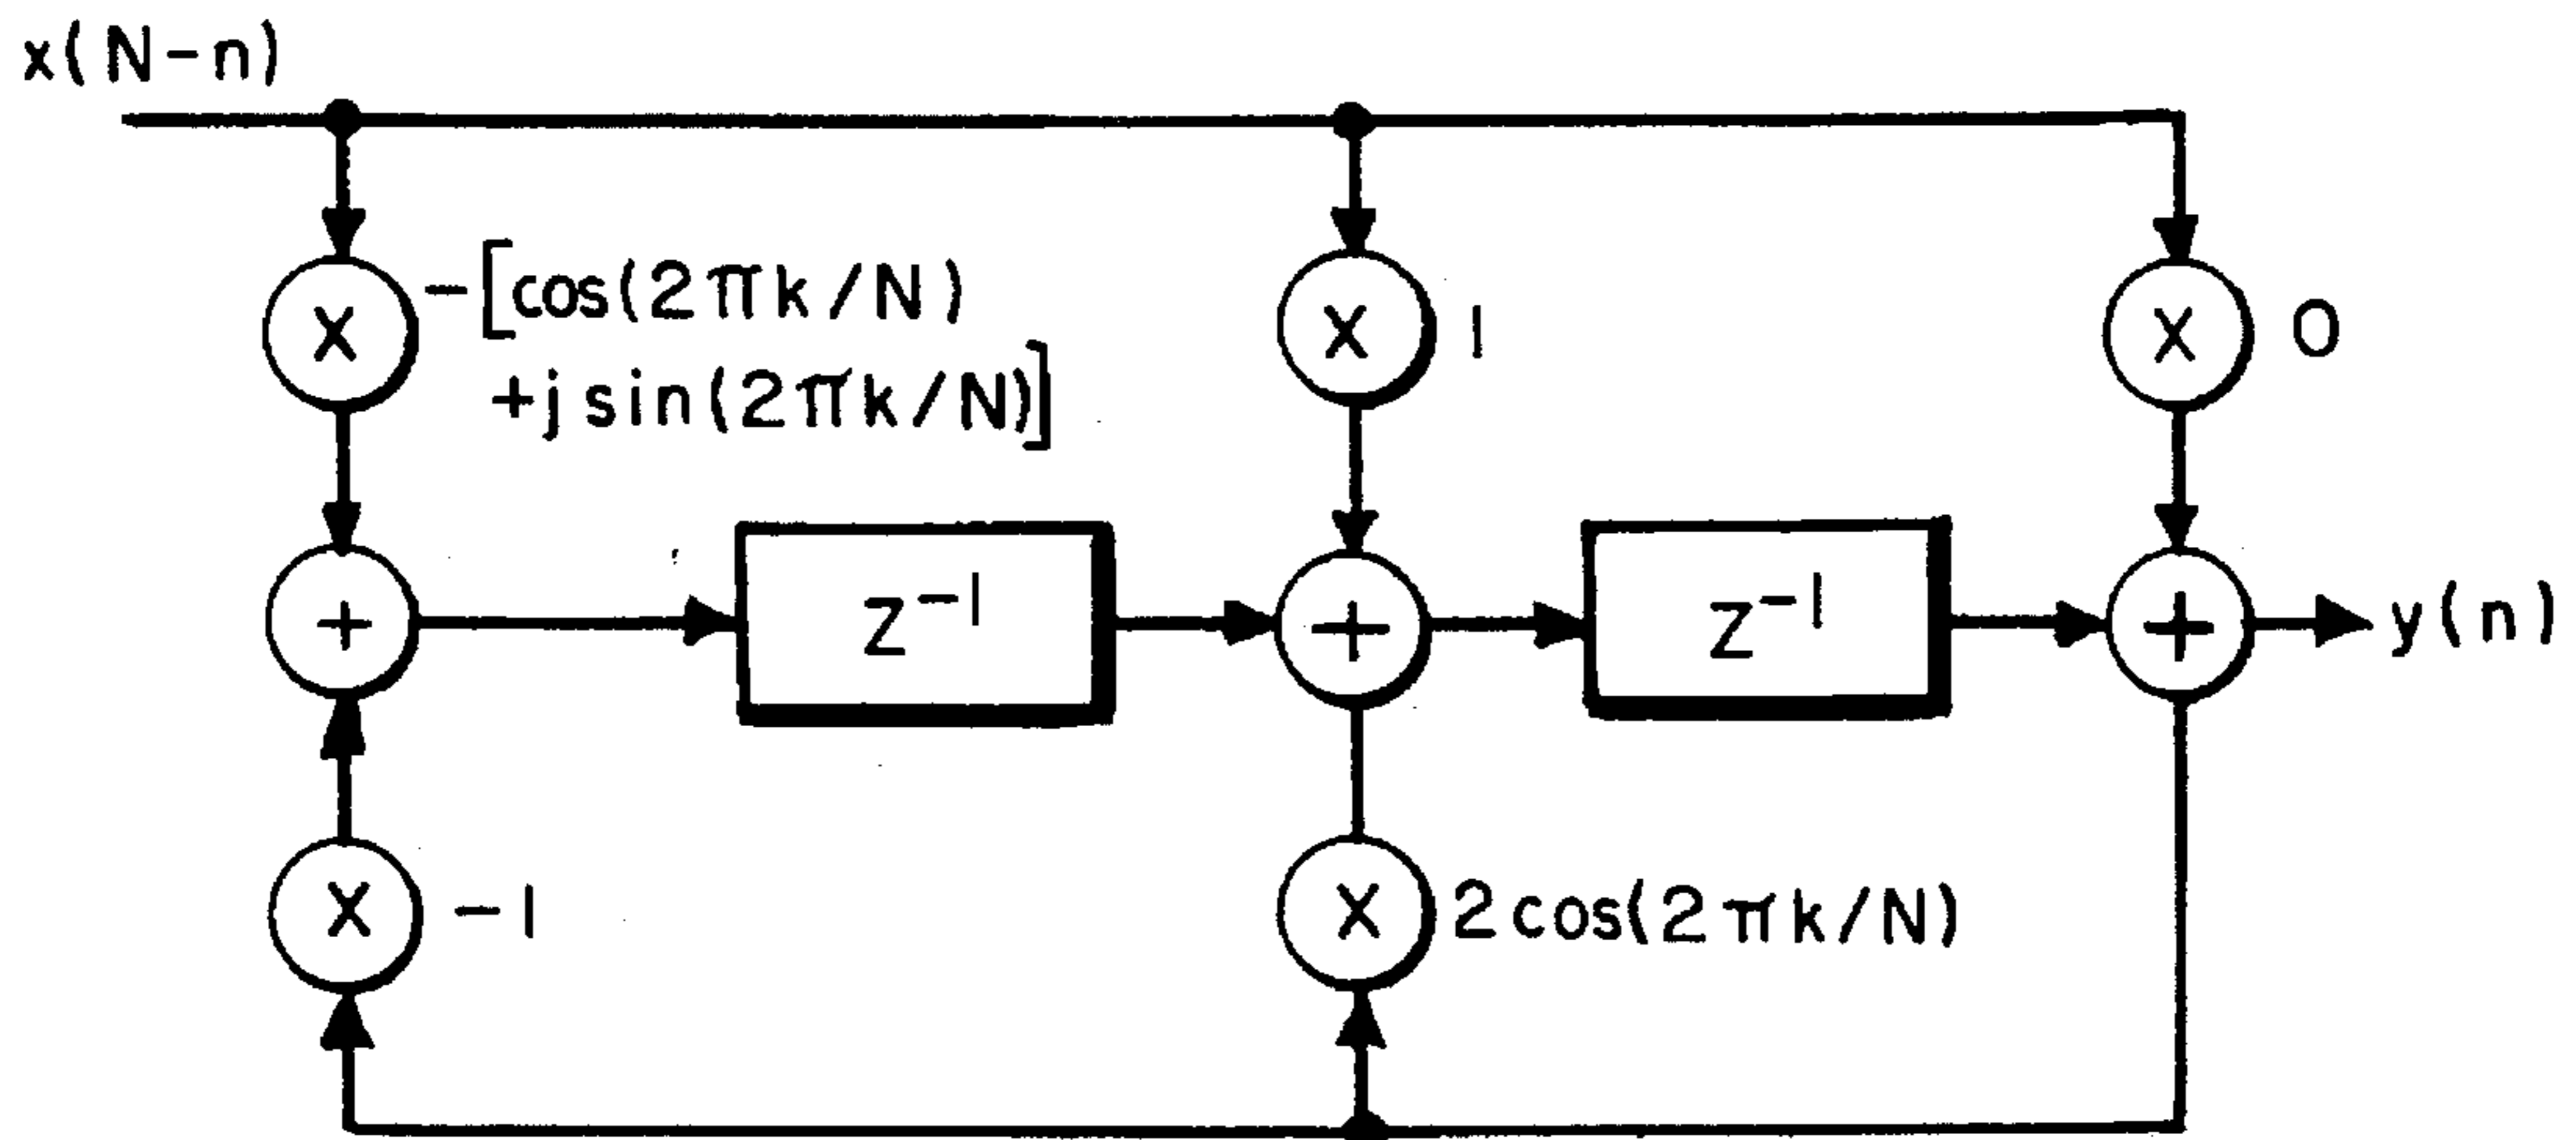 x(N-n)
X
-[cos(2πk/N)
+j sin(2πk/N)]
X
1
X
0
+
Z⁻¹
+
Z⁻¹
+
y(n)
X
-1
X
2cos(2πk/N)